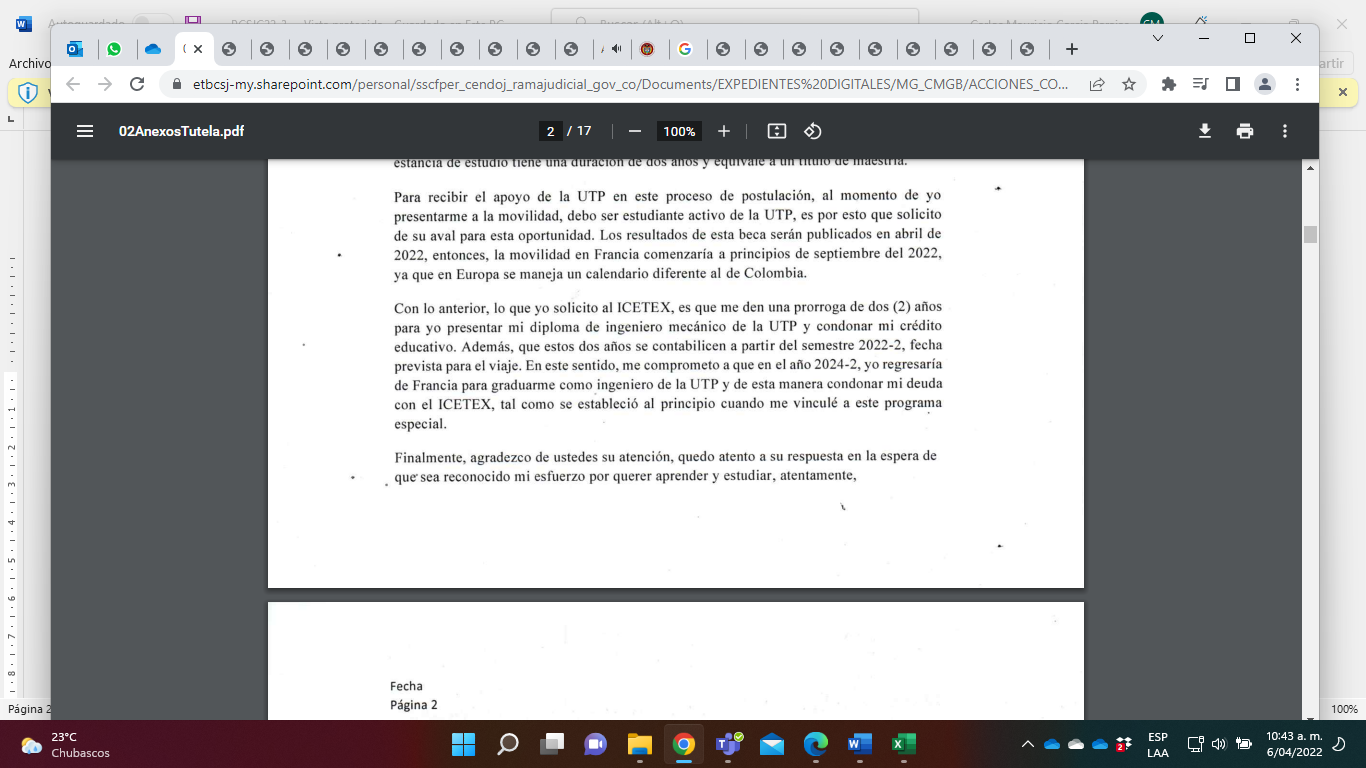 Archivo
etbcsj-my.sharepoint.com/personal/sscfper_cendoj_ramajudicial_gov_co/Documents/EXPEDIENTES%20DIGITALES/MG_CMGB/ACCIONES_CO...
02AnexosTutela.pdf
2 / 17
100%
estancia de estudio tiene una duración de dos años y equivale a un título de maestría.
Para recibir el apoyo de la UTP en este proceso de postulación, al momento de yo
presentarme a la movilidad, debo ser estudiante activo de la UTP, es por esto que solicito
de su aval para esta oportunidad. Los resultados de esta beca serán publicados en abril de
2022, entonces, la movilidad en Francia comenzaría a principios de septiembre del 2022,
ya que en Europa se maneja un calendario diferente al de Colombia.
Con lo anterior, lo que yo solicito al ICETEX, es que me den una prorroga de dos (2) años
para yo presentar mi diploma de ingeniero mecánico de la UTP y condonar mi crédito
educativo. Además, que estos dos años se contabilicen a partir del semestre 2022-2, fecha
prevista para el viaje. En este sentido, me comprometo a que en el año 2024-2, yo regresaría
de Francia para graduarme como ingeniero de la UTP y de esta manera condonar mi deuda
con el ICETEX, tal como se estableció al principio cuando me vinculé a este programa
especial.
Finalmente, agradezco de ustedes su atención, quedo atento a su respuesta en la espera de
que sea reconocido mi esfuerzo por querer aprender y estudiar, atentamente,
Fecha
Página 2
Página 2
100%
23°C
Chubascos
ESP
LAA
10:43 a. m.
6/04/2022